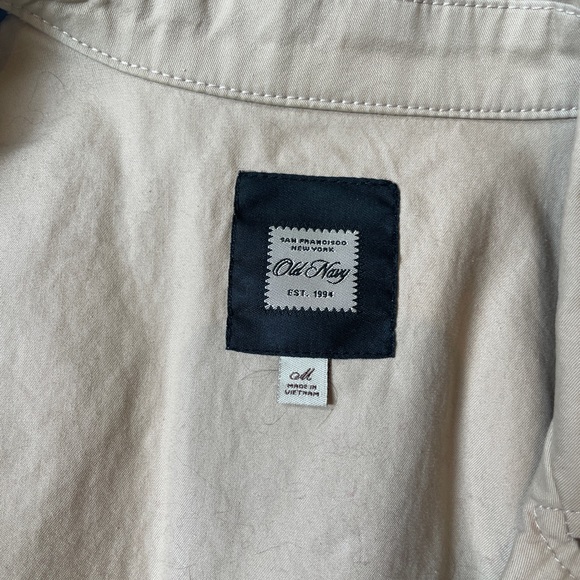 SAN FRANCISCO
NEW YORK
Old Navy
EST. 1994
M
MADE IN
VIETNAM